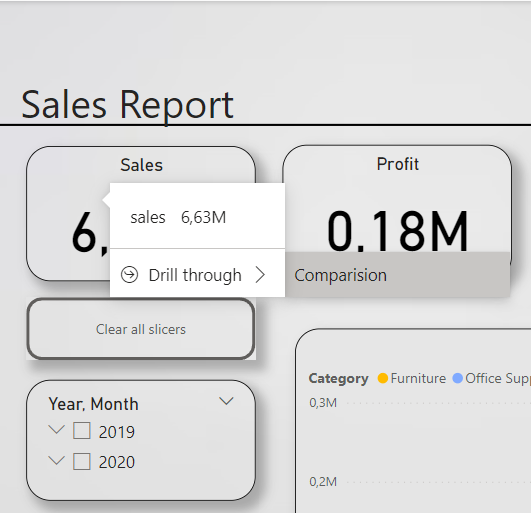 Sales Report
Sales
Profit
6,
0,18M
sales 6,63M
Drill through
Comparision
Clear all slicers
Category Furniture Office Supp
0,3M
0,2M
Year, Month
2019
2020